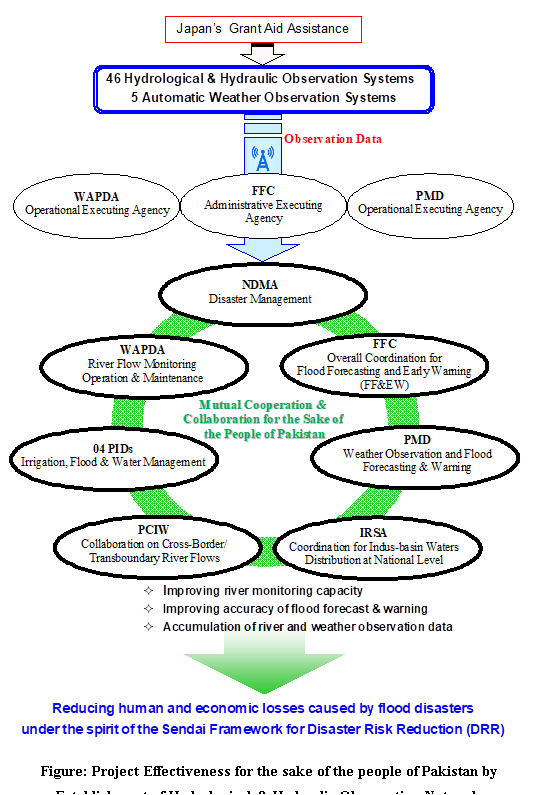 Japan's Grant Aid Assistance
46 Hydrological & Hydraulic Observation Systems
5 Automatic Weather Observation Systems
Observation Data
WAPDA
Operational Executing Agency
FFC
Administrative Executing
Agency
PMD
Operational Executing Agency
NDMA
Disaster Management
WAPDA
River Flow Monitoring
Operation & Maintenance
FFC
Overall Coordination for
Flood Forecasting and Early Warning
(FF&EW)
Mutual Cooperation &
Collaboration for the Sake of
the People of Pakistan
04 PIDs
Irrigation, Flood & Water Management
PMD
Weather Observation and Flood
Forecasting & Warning
PCIW
Collaboration on Cross-Border/
Transboundary River Flows
IRSA
Coordination for Indus-basin Waters
Distribution at National Level
✧ Improving river monitoring capacity
✧ Improving accuracy of flood forecast & warning
✧ Accumulation of river and weather observation data
Reducing human and economic losses caused by flood disasters
under the spirit of the Sendai Framework for Disaster Risk Reduction (DRR)
Figure: Project Effectiveness for the sake of the people of Pakistan by
Establishment of Hydrological & Hydraulic Observation Network